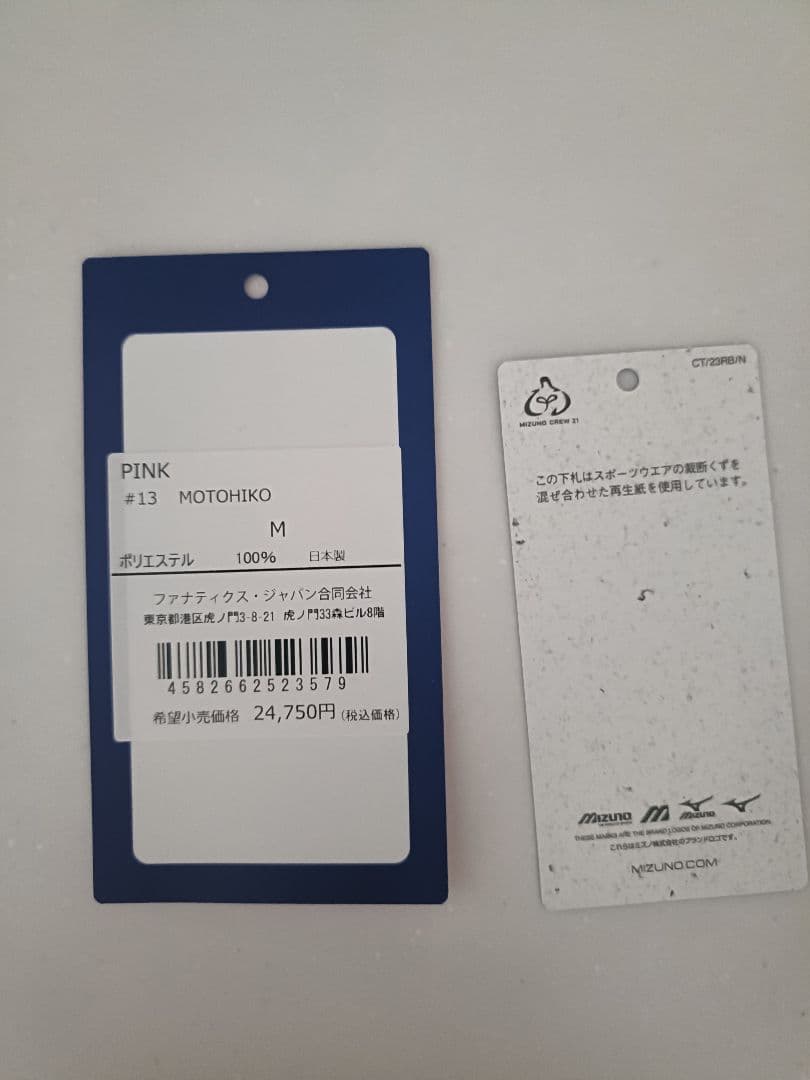 PINK
#13 MOTOHIKO
M
ポリエステル 100% 日本製
ファナティクス・ジャパン合同会社
東京都港区虎ノ門3-8-21 虎ノ門33森ビル8階
4582662523579
希望小売価格 24,750円(税込価格)
CT/23RB/N
MIZUNO CREW 21
この下札はスポーツウエアの裁断くずを
混ぜ合わせた再生紙を使用しています。
MIZUNO MIZUNO
THESE MARKS ARE THE BRAND LOGOS OF MIZUNO CORPORATION.
これらはミズノ株式会社のブランドロゴです。
MIZUNO.COM